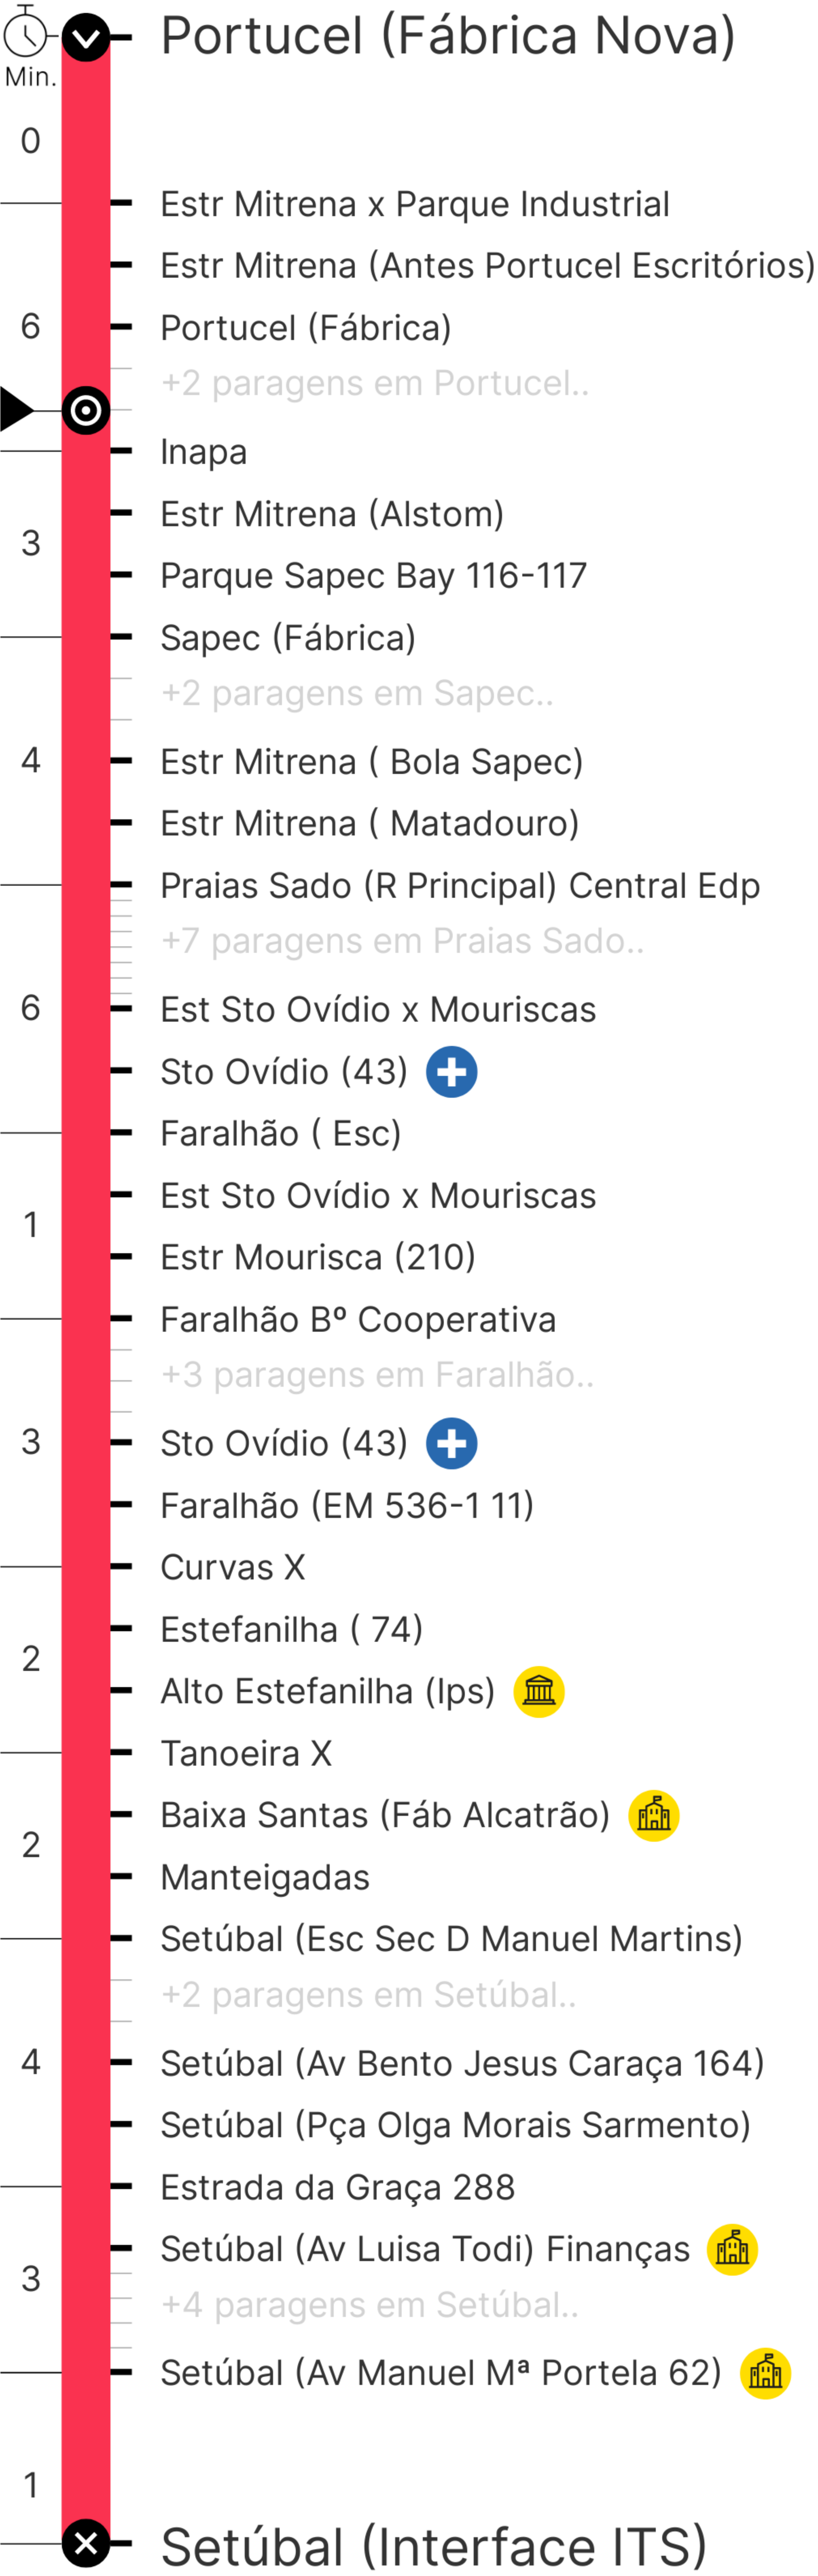 Portucel (Fábrica Nova)
Min.
0
Estr Mitrena x Parque Industrial
Estr Mitrena (Antes Portucel Escritórios)
6
Portucel (Fábrica)
+2 paragens em Portucel..
Inapa
Estr Mitrena (Alstom)
3
Parque Sapec Bay 116-117
Sapec (Fábrica)
+2 paragens em Sapec..
4
Estr Mitrena ( Bola Sapec)
Estr Mitrena ( Matadouro)
Praias Sado (R Principal) Central Edp
+7 paragens em Praias Sado..
6
Est Sto Ovídio x Mouriscas
Sto Ovídio (43)
Faralhão ( Esc)
Est Sto Ovídio x Mouriscas
1
Estr Mourisca (210)
Faralhão Bº Cooperativa
+3 paragens em Faralhão..
3
Sto Ovídio (43)
Faralhão (EM 536-1 11)
Curvas X
Estefanilha ( 74)
2
Alto Estefanilha (Ips)
Tanoeira X
Baixa Santas (Fáb Alcatrão)
2
Manteigadas
Setúbal (Esc Sec D Manuel Martins)
+2 paragens em Setúbal..
4
Setúbal (Av Bento Jesus Caraça 164)
Setúbal (Pça Olga Morais Sarmento)
Estrada da Graça 288
Setúbal (Av Luisa Todi) Finanças
3
+4 paragens em Setúbal..
Setúbal (Av Manuel Mª Portela 62)
1
Setúbal (Interface ITS)